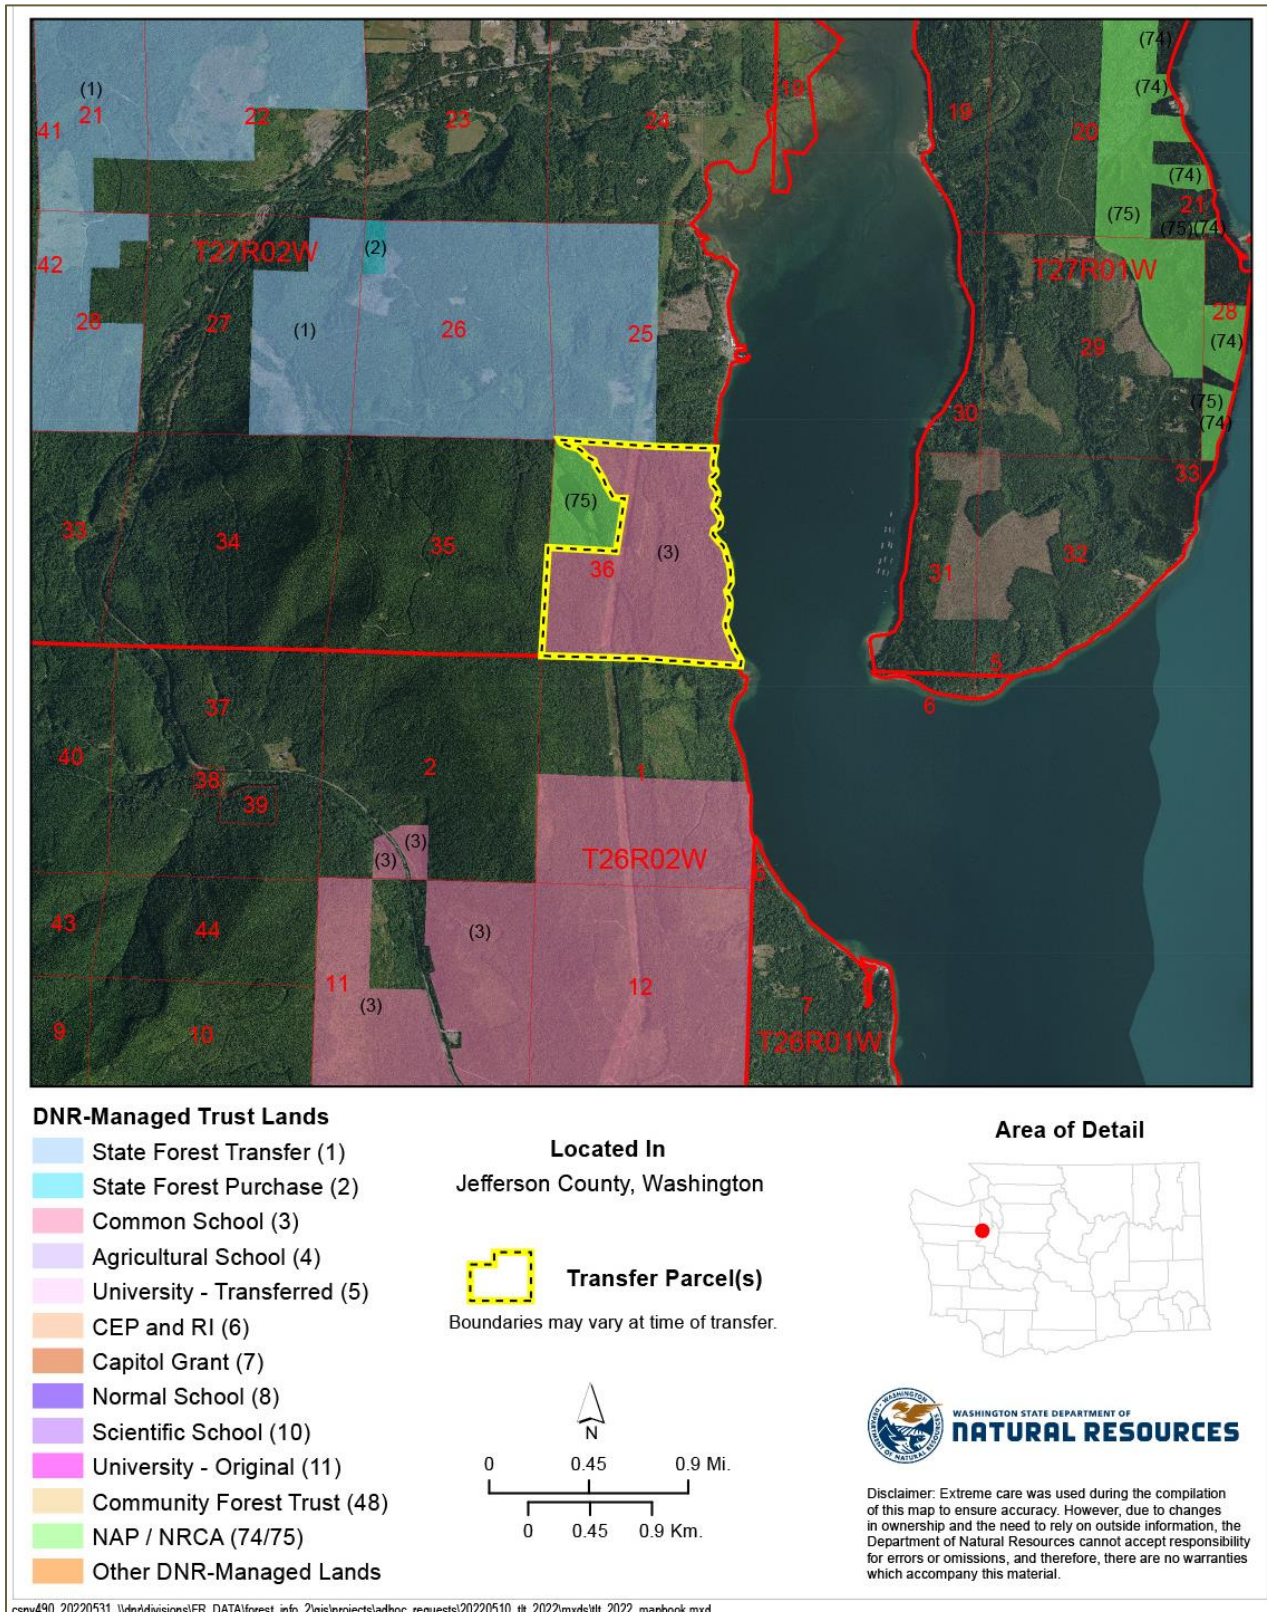 (74)
(1)
21
22
23
24
19
19
20
(74)
41
(74)
(75)
21
(75)
(74)
42
T27R02W
(2)
T27R01W
28
27
(1)
26
25
29
28
(74)
30
(75)
(74)
33
33
34
35
(75)
36
(3)
31
32
5
6
37
40
38
39
2
1
(3)
(3)
T26R02W
6
43
44
(3)
11
(3)
12
7
9
10
T26R01W
DNR-Managed Trust Lands
State Forest Transfer (1)
State Forest Purchase (2)
Common School (3)
Agricultural School (4)
University - Transferred (5)
CEP and RI (6)
Capitol Grant (7)
Normal School (8)
Scientific School (10)
University - Original (11)
Community Forest Trust (48)
NAP / NRCA (74/75)
Other DNR-Managed Lands
Located In
Jefferson County, Washington
Transfer Parcel(s)
Boundaries may vary at time of transfer.
N
0 0.45 0.9 Mi.
0 0.45 0.9 Km.
Area of Detail
WASHINGTON STATE DEPARTMENT OF
NATURAL RESOURCES
Disclaimer: Extreme care was used during the compilation
of this map to ensure accuracy. However, due to changes
in ownership and the need to rely on outside information, the
Department of Natural Resources cannot accept responsibility
for errors or omissions, and therefore, there are no warranties
which accompany this material.